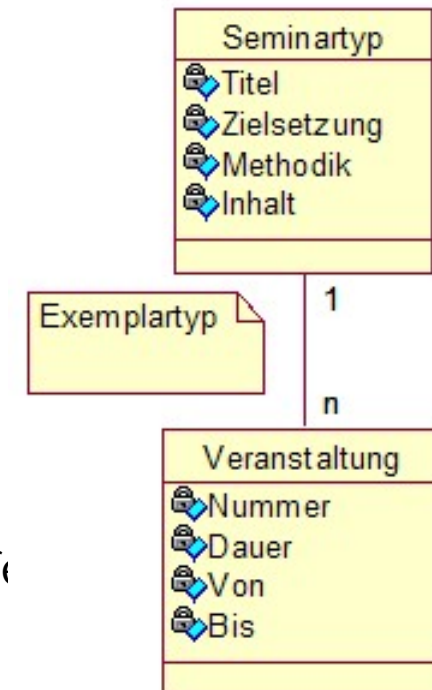 Seminartyp
Titel
Zielsetzung
Methodik
Inhalt
Exemplartyp
1
n
Veranstaltung
Nummer
Dauer
Von
Bis